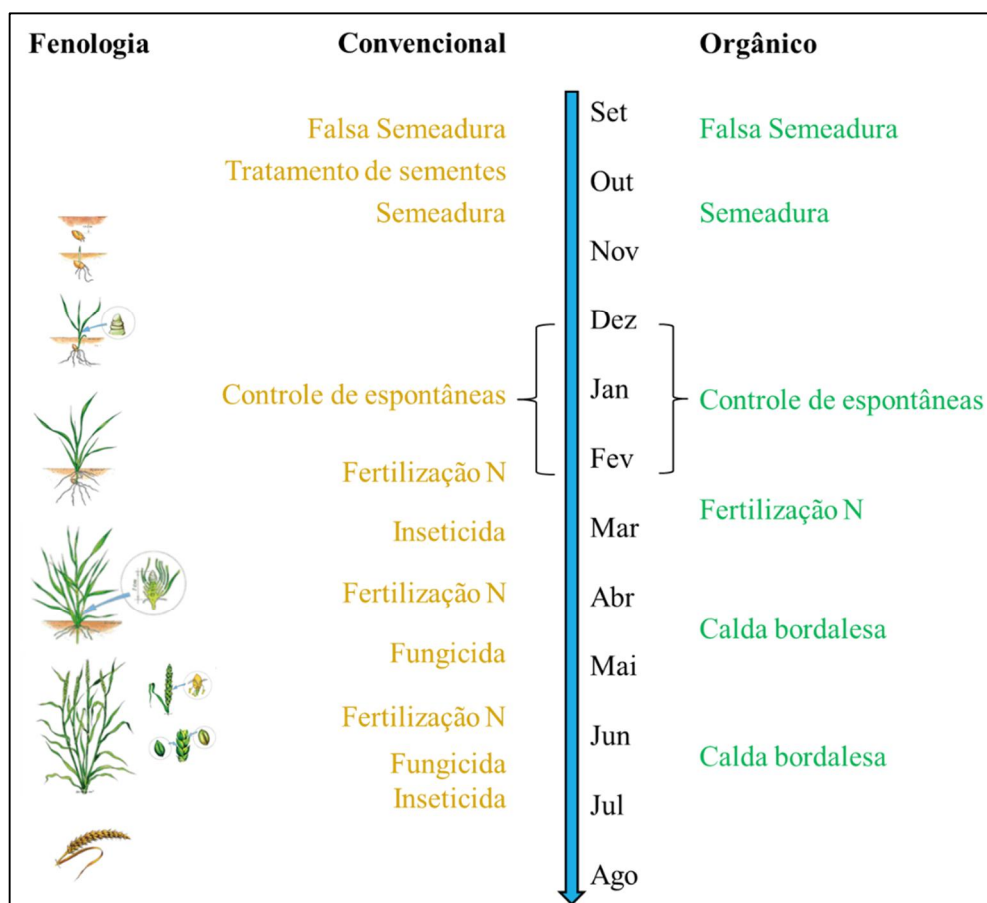 Fenologia
Convencional
Orgânico
Set
Falsa Semeadura
Falsa Semeadura
Tratamento de sementes
Out
Semeadura
Semeadura
Nov
Dez
Jan
Controle de espontâneas
Controle de espontâneas
Fev
Fertilização N
Fertilização N
Mar
Inseticida
Fertilização N
Abr
Calda bordalesa
Fungicida
Mai
Fertilização N
Jun
Calda bordalesa
Fungicida
Inseticida
Jul
Ago